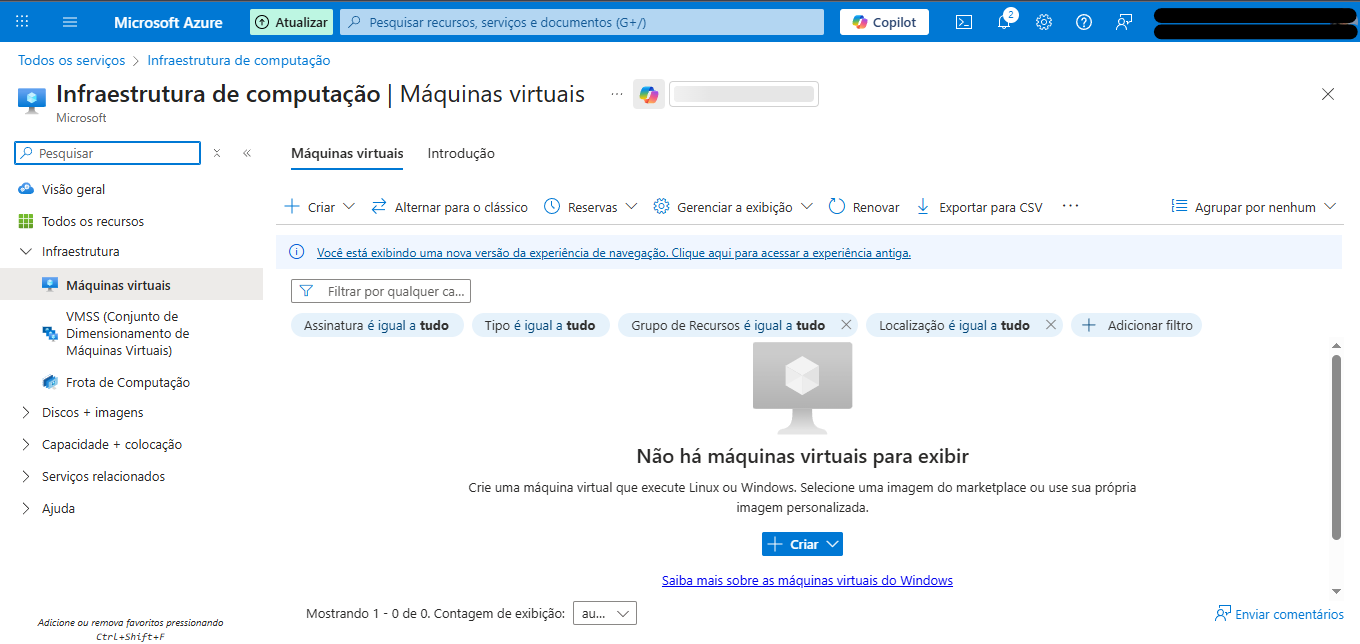 Microsoft Azure
Atualizar
Pesquisar recursos, serviços e documentos (G+/)
Copilot
2
Todos os serviços > Infraestrutura de computação
Infraestrutura de computação | Máquinas virtuais
...
Microsoft
Pesquisar
Visão geral
Todos os recursos
Infraestrutura
Máquinas virtuais
VMSS (Conjunto de
Dimensionamento de
Máquinas Virtuais)
Frota de Computação
Discos + imagens
Capacidade + colocação
Serviços relacionados
Ajuda
Adicione ou remova favoritos pressionando
Ctrl+Shift+F
Máquinas virtuais Introdução
Criar Alternar para o clássico Reservas Gerenciar a exibição Renovar Exportar para CSV ... Agrupar por nenhum
Você está exibindo uma nova versão da experiência de navegação. Clique aqui para acessar a experiência antiga.
Filtrar por qualquer ca...
Assinatura é igual a tudo Tipo é igual a tudo Grupo de Recursos é igual a tudo Localização é igual a tudo Adicionar filtro
Não há máquinas virtuais para exibir
Crie uma máquina virtual que execute Linux ou Windows. Selecione uma imagem do marketplace ou use sua própria
imagem personalizada.
Criar
Saiba mais sobre as máquinas virtuais do Windows
Mostrando 1 - 0 de 0. Contagem de exibição: au...
Enviar comentários